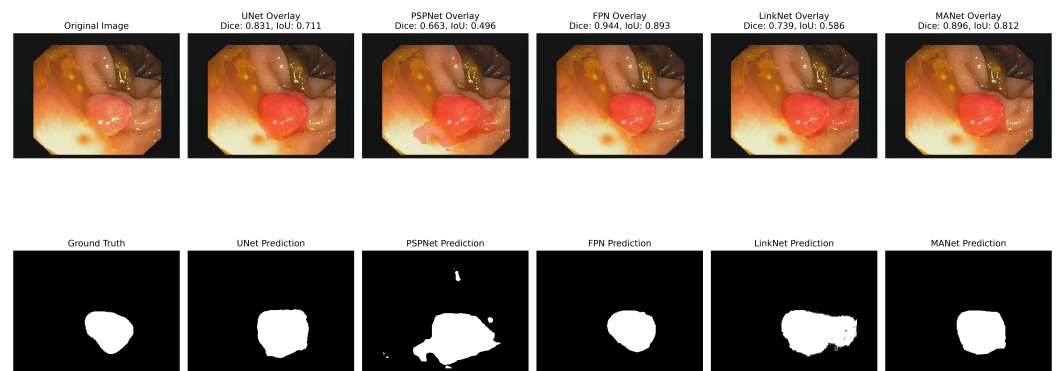 Original Image
UNet Overlay
Dice: 0.831, IoU: 0.711
PSPNet Overlay
Dice: 0.663, IoU: 0.496
FPN Overlay
Dice: 0.944, IoU: 0.893
LinkNet Overlay
Dice: 0.739, IoU: 0.586
MANet Overlay
Dice: 0.896, IoU: 0.812
Ground Truth
UNet Prediction
PSPNet Prediction
FPN Prediction
LinkNet Prediction
MANet Prediction